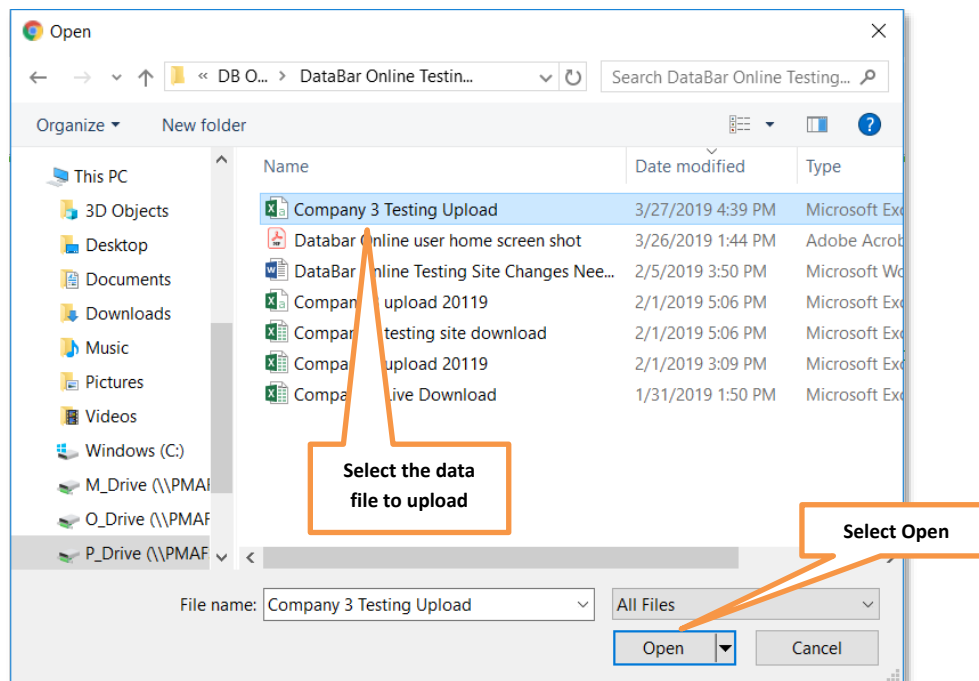 Open
« DB O... > DataBar Online Testin...
Search DataBar Online Testing...
Organize New folder ?
Name Date modified Type
This PC
3D Objects
Desktop
Documents
Downloads
Music
Pictures
Videos
Windows (C:)
M_Drive (\\PMAF
O_Drive (\\PMAF
P_Drive (\\PMAF
Company 3 Testing Upload 3/27/2019 4:39 PM Microsoft Exc
Databar Online user home screen shot 3/26/2019 1:44 PM Adobe Acrob
DataBar Online Testing Site Changes Nee... 2/5/2019 3:50 PM Microsoft Wo
Company upload 20119 2/1/2019 5:06 PM Microsoft Exc
Company testing site download 2/1/2019 5:06 PM Microsoft Exc
Compa upload 20119 2/1/2019 3:09 PM Microsoft Exc
Compa Live Download 1/31/2019 1:50 PM Microsoft Exc
Select the data
file to upload
Select Open
File name: Company 3 Testing Upload All Files
Open Cancel